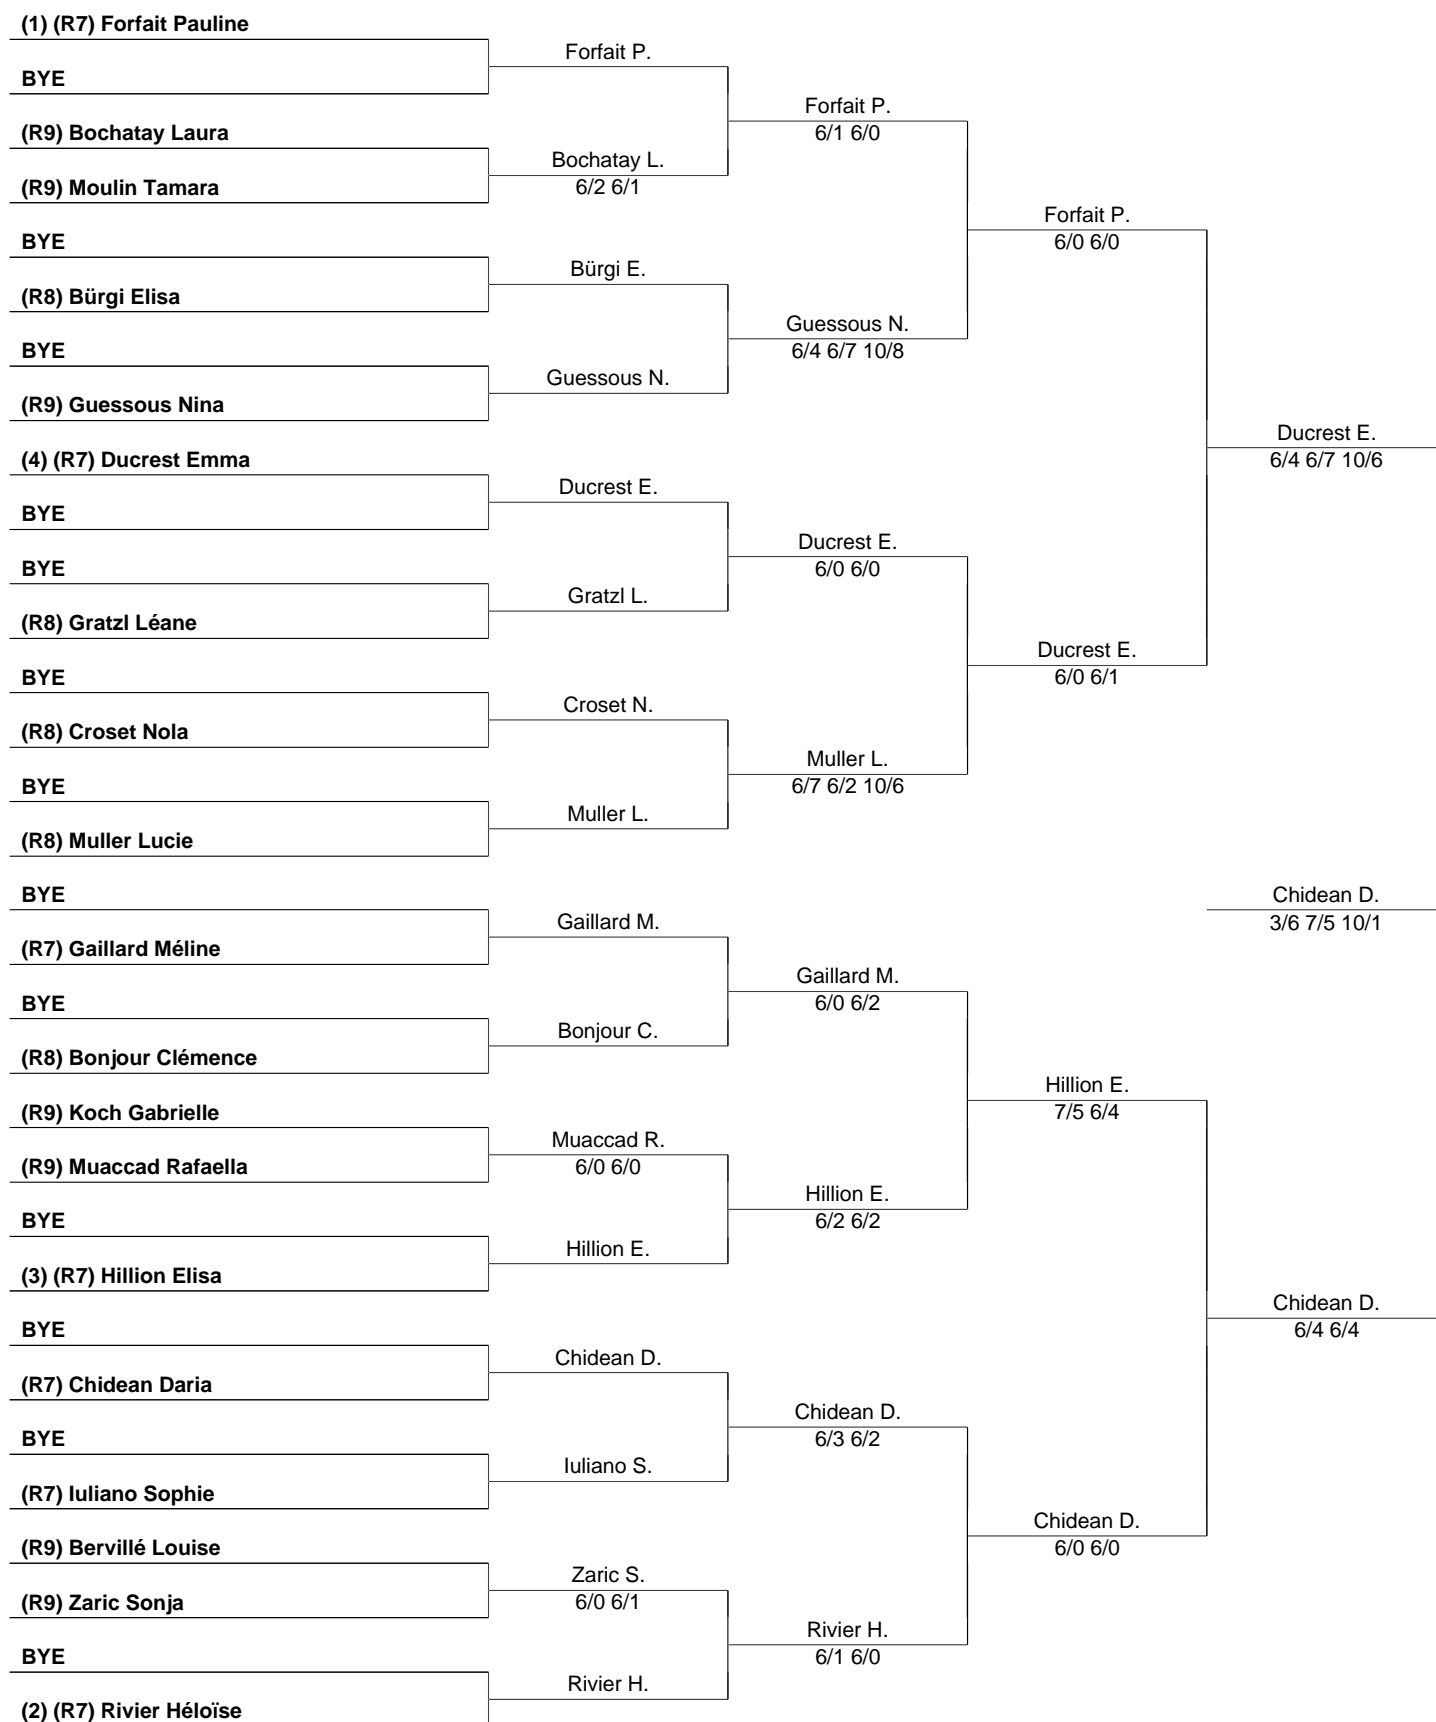 (1) (R7) Forfait Pauline
BYE
(R9) Bochatay Laura
(R9) Moulin Tamara
BYE
(R8) Bürgi Elisa
BYE
(R9) Guessous Nina
(4) (R7) Ducrest Emma
BYE
BYE
(R8) Gratzl Léane
BYE
(R8) Croset Nola
BYE
(R8) Muller Lucie
BYE
(R7) Gaillard Méline
BYE
(R8) Bonjour Clémence
(R9) Koch Gabrielle
(R9) Muaccad Rafaella
BYE
(3) (R7) Hillion Elisa
BYE
(R7) Chidean Daria
BYE
(R7) Iuliano Sophie
(R9) Bervillé Louise
(R9) Zaric Sonja
BYE
(2) (R7) Rivier Héloïse
Forfait P.
Bochatay L.
6/2 6/1
Bürgi E.
Guessous N.
Ducrest E.
Gratzl L.
Croset N.
Muller L.
Gaillard M.
Bonjour C.
Muaccad R.
6/0 6/0
Hillion E.
Chidean D.
Iuliano S.
Zaric S.
6/0 6/1
Rivier H.
Forfait P.
6/1 6/0
Guessous N.
6/4 6/7 10/8
Ducrest E.
6/0 6/0
Muller L.
6/7 6/2 10/6
Gaillard M.
6/0 6/2
Hillion E.
6/2 6/2
Chidean D.
6/3 6/2
Rivier H.
6/1 6/0
Forfait P.
6/0 6/0
Ducrest E.
6/0 6/1
Hillion E.
7/5 6/4
Chidean D.
6/0 6/0
Ducrest E.
6/4 6/7 10/6
Chidean D.
3/6 7/5 10/1
Chidean D.
6/4 6/4